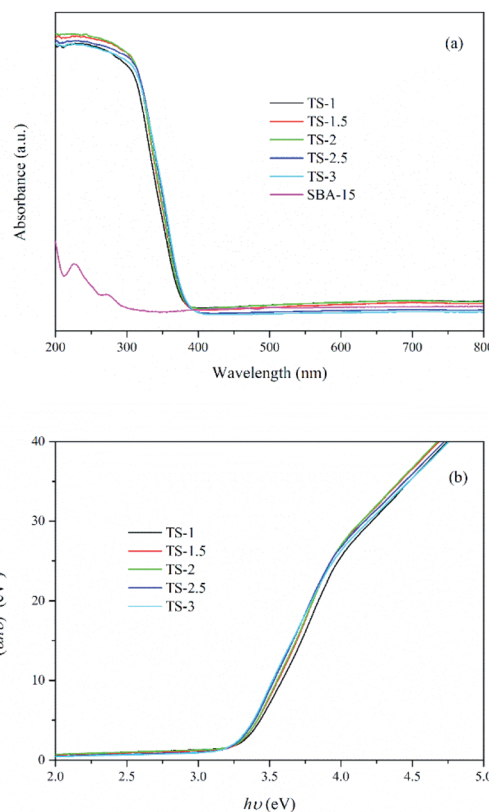 (a)
TS-1
TS-1.5
TS-2
TS-2.5
TS-3
SBA-15
Absorbance (a.u.)
200 300 400 500 600 700 800
Wavelength (nm)
(b)
40
30
20
10
0
TS-1
TS-1.5
TS-2
TS-2.5
TS-3
2.0 2.5 3.0 3.5 4.0 4.5 5.0
hυ (eV)